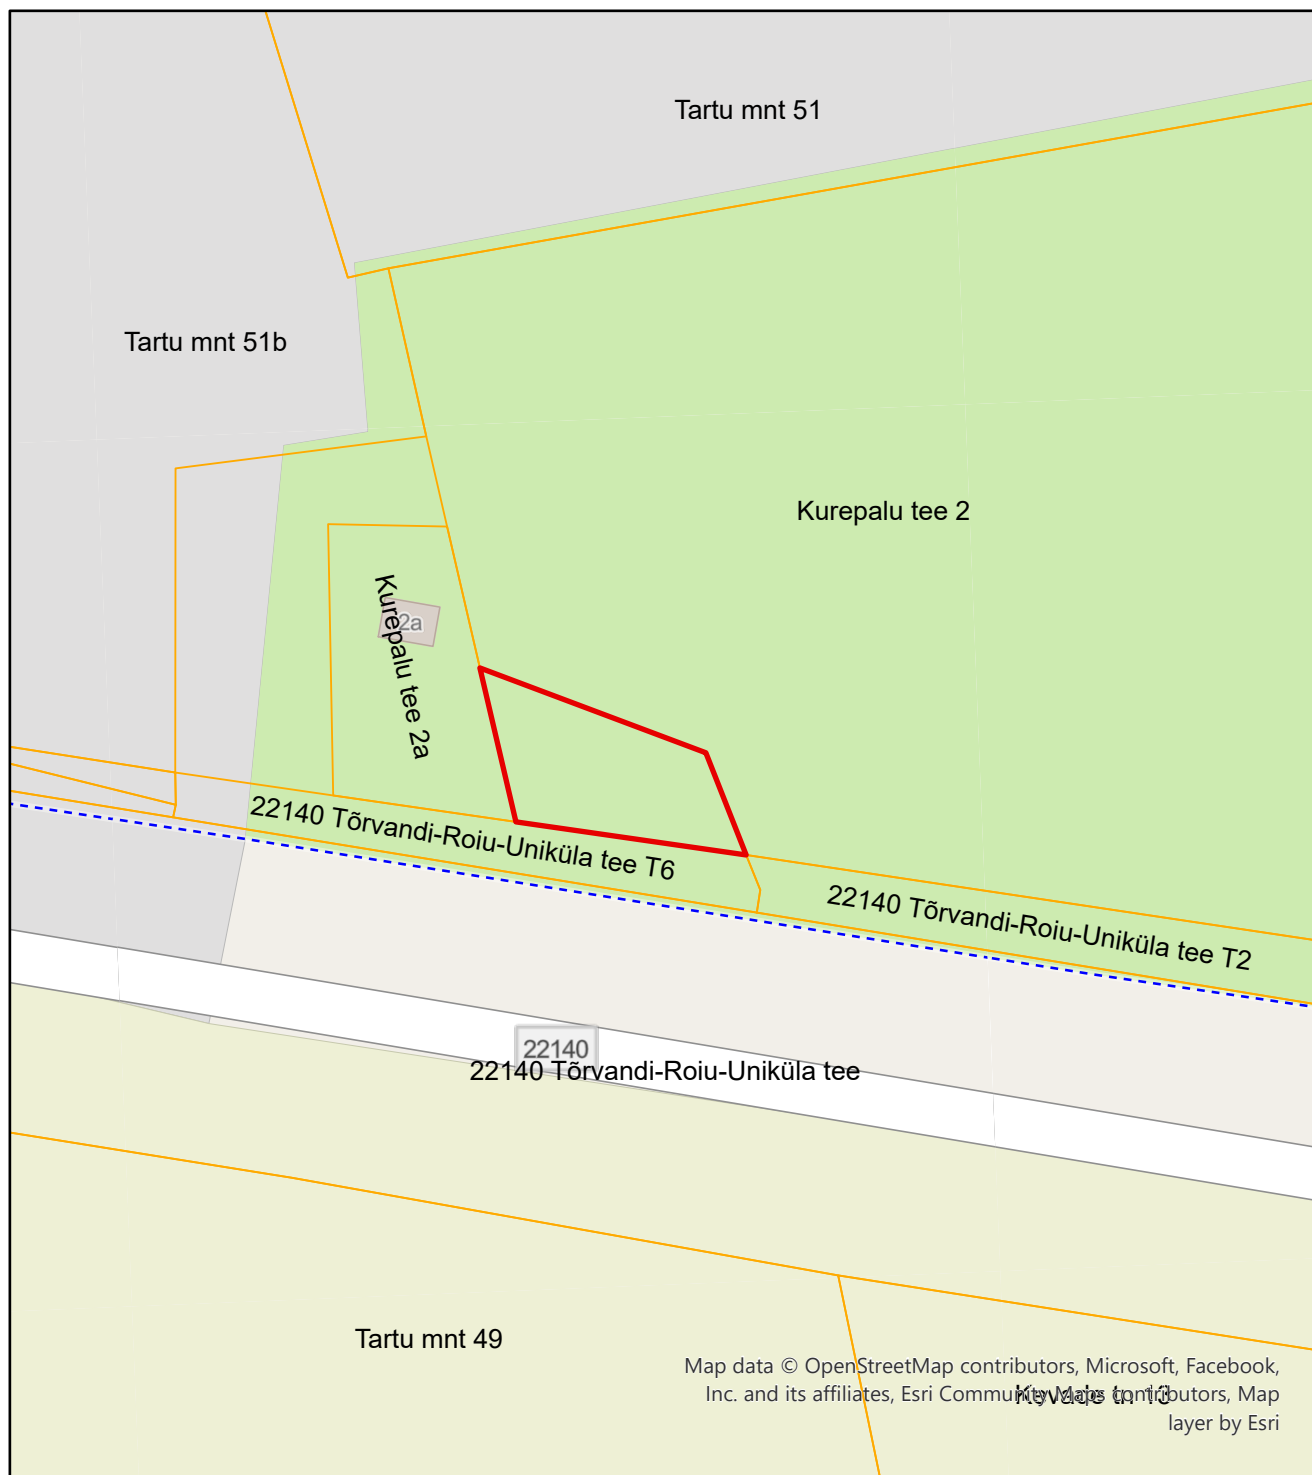 Tartu mnt 51
Tartu mnt 51b
Kurepalu tee 2
2a
Kurepalu tee 2a
22140 Tõrvandi-Roiu-Uniküla tee T6
22140 Tõrvandi-Roiu-Uniküla tee T2
22140
22140 Tõrvandi-Roiu-Uniküla tee
Tartu mnt 49
Map data © OpenStreetMap contributors, Microsoft, Facebook,
Inc. and its affiliates, Esri Community Maps contributors, Map
layer by Esri